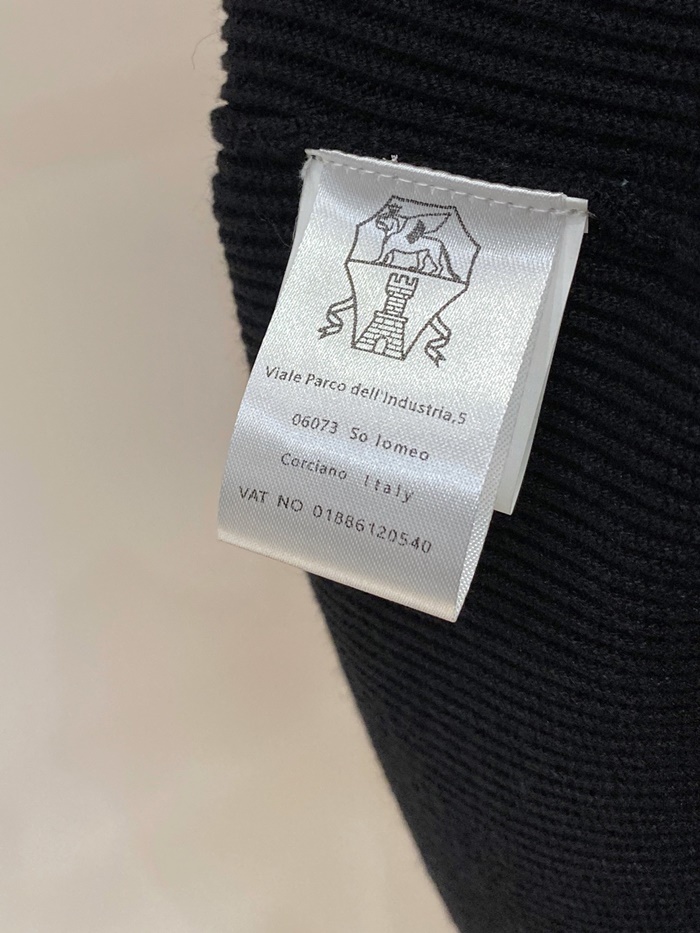 Viale Parco dell'Industria,5
06073 So lomeo
Corciano Italy
VAT NO 01886120540